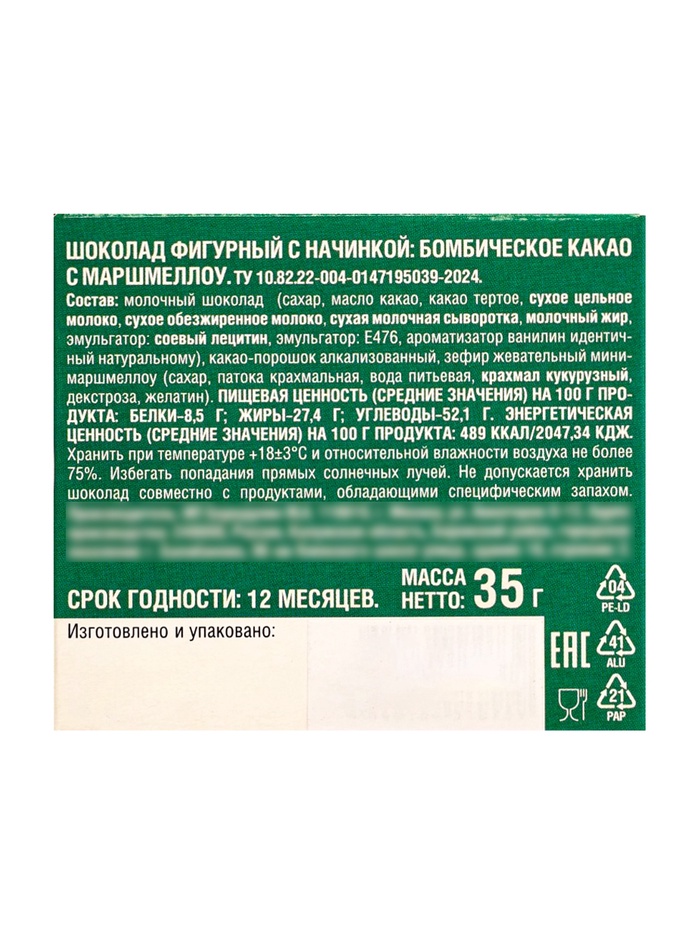 ШОКОЛАД ФИГУРНЫЙ С НАЧИНКОЙ: БОМБИЧЕСКОЕ КАКАО
С МАРШМЕЛЛОУ. ТУ 10.82.22-004-0147195039-2024.
Состав: молочный шоколад (сахар, масло какао, какао тертое, сухое цельное
молоко, сухое обезжиренное молоко, сухая молочная сыворотка, молочный жир,
эмульгатор: соевый лецитин, эмульгатор: Е476, ароматизатор ванилин идентич-
ный натуральному), какао-порошок алкализованный, зефир жевательный мини-
маршмеллоу (сахар, патока крахмальная, вода питьевая, крахмал кукурузный,
декстроза, желатин). ПИЩЕВАЯ ЦЕННОСТЬ (СРЕДНИЕ ЗНАЧЕНИЯ) НА 100 Г ПРО-
ДУКТА: БЕЛКИ-8,5 Г; ЖИРЫ-27,4 Г; УГЛЕВОДЫ-52,1 Г. ЭНЕРГЕТИЧЕСКАЯ
ЦЕННОСТЬ (СРЕДНИЕ ЗНАЧЕНИЯ) НА 100 Г ПРОДУКТА: 489 ККАЛ/2047,34 КДЖ.
Хранить при температуре +18±3°С и относительной влажности воздуха не более
75%. Избегать попадания прямых солнечных лучей. Не допускается хранить
шоколад совместно с продуктами, обладающими специфическим запахом.
СРОК ГОДНОСТИ: 12 МЕСЯЦЕВ.
МАССА
НЕТТО: 35 г
04
PE-LD
Изготовлено и упаковано:
EAC
41
ALU
21
PAP